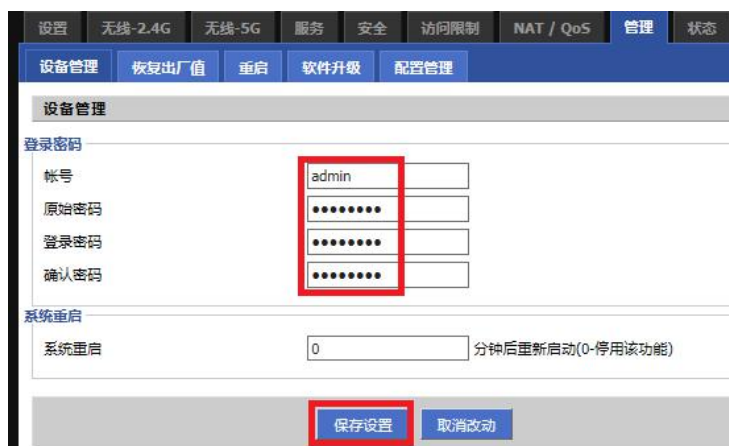 设置 无线-2.4G 无线-5G 服务 安全 访问限制 NAT / QoS 管理 状态
设备管理 恢复出厂值 重启 软件升级 配置管理
设备管理
登录密码
帐号 admin
原始密码 ••••••••
登录密码 ••••••••
确认密码 ••••••••
系统重启
系统重启 0 分钟后重新启动(0-停用该功能)
保存设置 取消改动